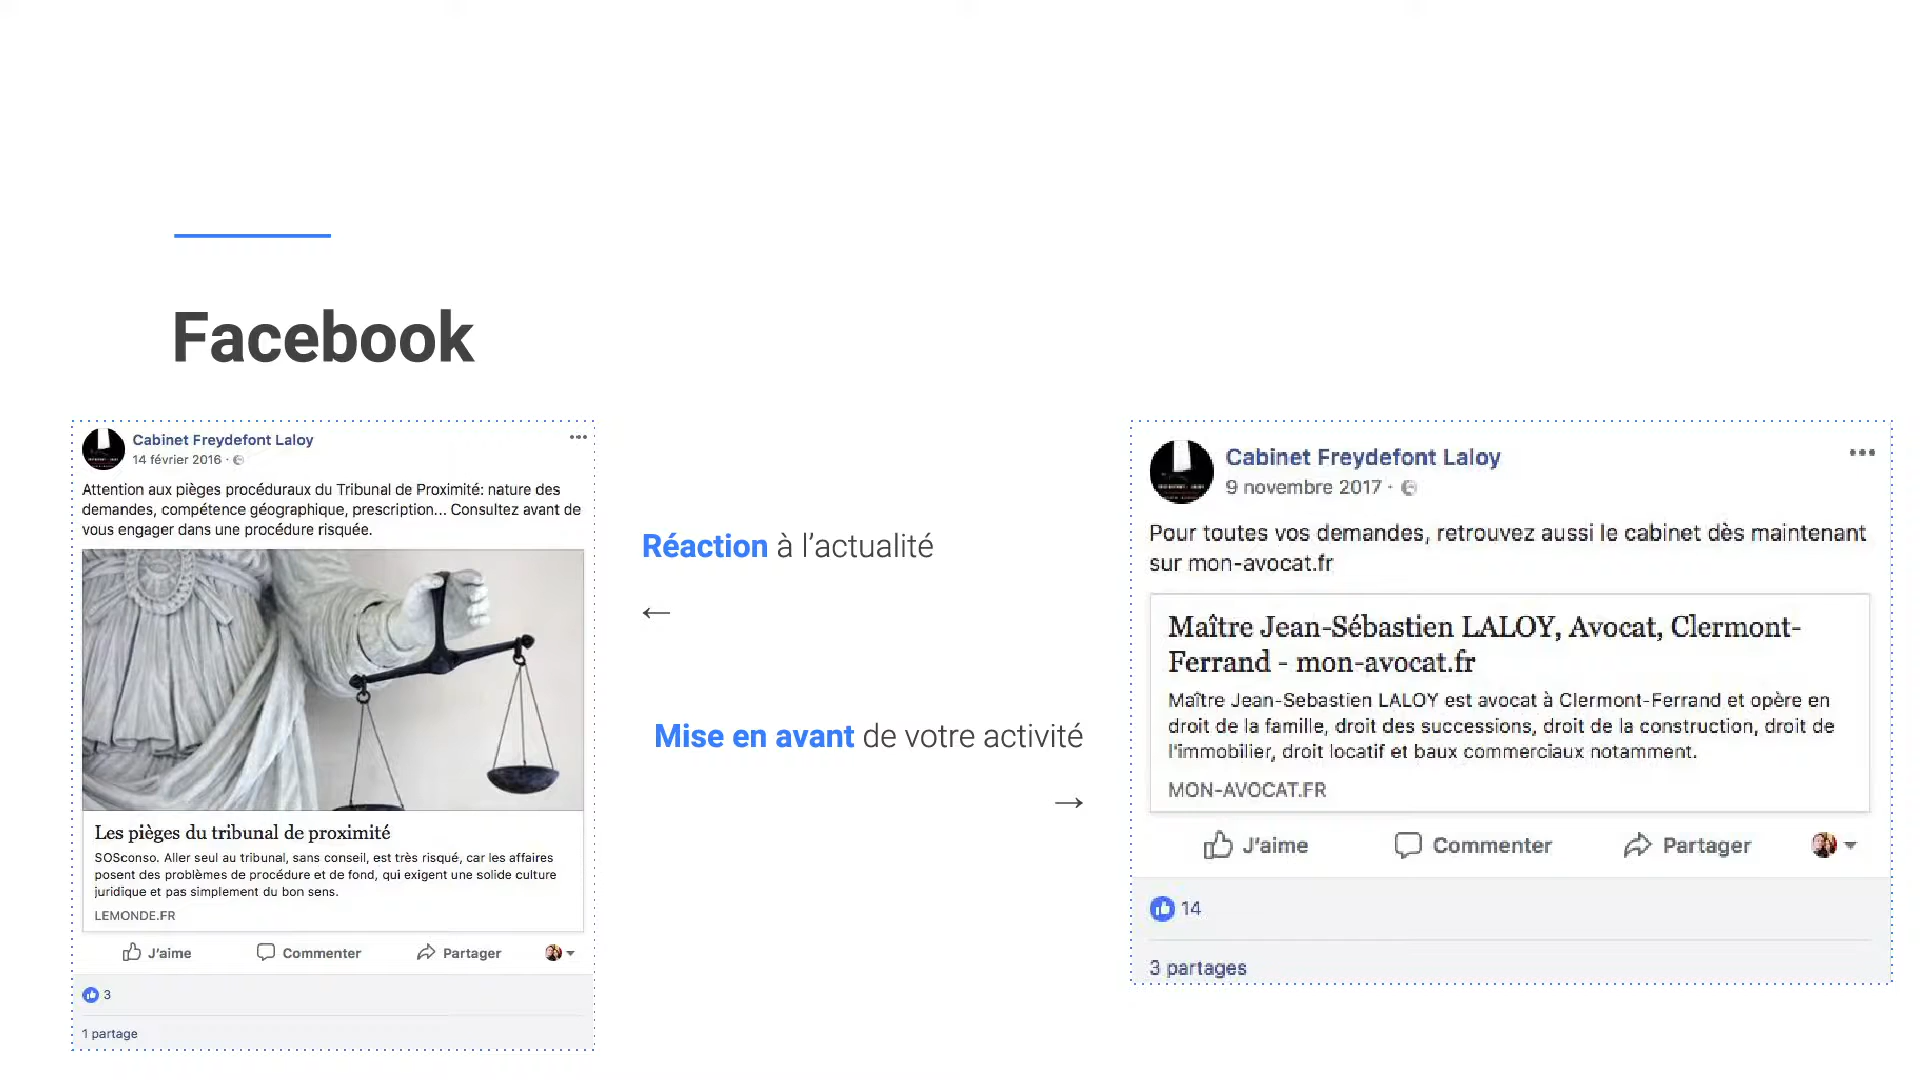 Facebook
Cabinet Freydefont Laloy
14 février 2016 ·
Attention aux pièges procéduraux du Tribunal de Proximité: nature des
demandes, compétence géographique, prescription... Consultez avant de
vous engager dans une procédure risquée.
Les pièges du tribunal de proximité
SOSconso. Aller seul au tribunal, sans conseil, est très risqué, car les affaires
posent des problèmes de procédure et de fond, qui exigent une solide culture
juridique et pas simplement du bon sens.
LEMONDE.FR
J'aime Commenter Partager
3
1 partage
Réaction à l’actualité
←
Mise en avant de votre activité
→
Cabinet Freydefont Laloy
9 novembre 2017 ·
Pour toutes vos demandes, retrouvez aussi le cabinet dès maintenant
sur mon-avocat.fr
Maître Jean-Sébastien LALOY, Avocat, Clermont-
Ferrand - mon-avocat.fr
Maître Jean-Sebastien LALOY est avocat à Clermont-Ferrand et opère en
droit de la famille, droit des successions, droit de la construction, droit de
l'immobilier, droit locatif et baux commerciaux notamment.
MON-AVOCAT.FR
J'aime Commenter Partager
14
3 partages